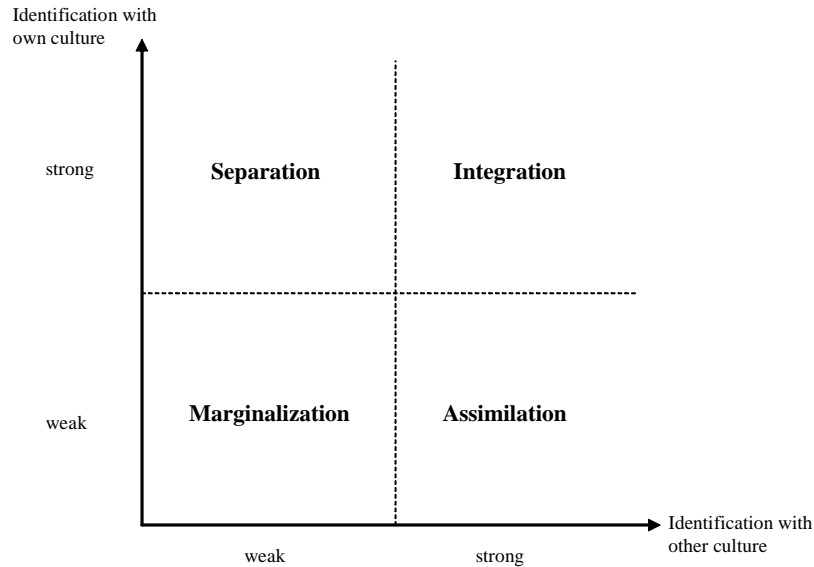 Identification with
own culture
strong
Separation
Integration
weak
Marginalization
Assimilation
Identification with
other culture
weak
strong